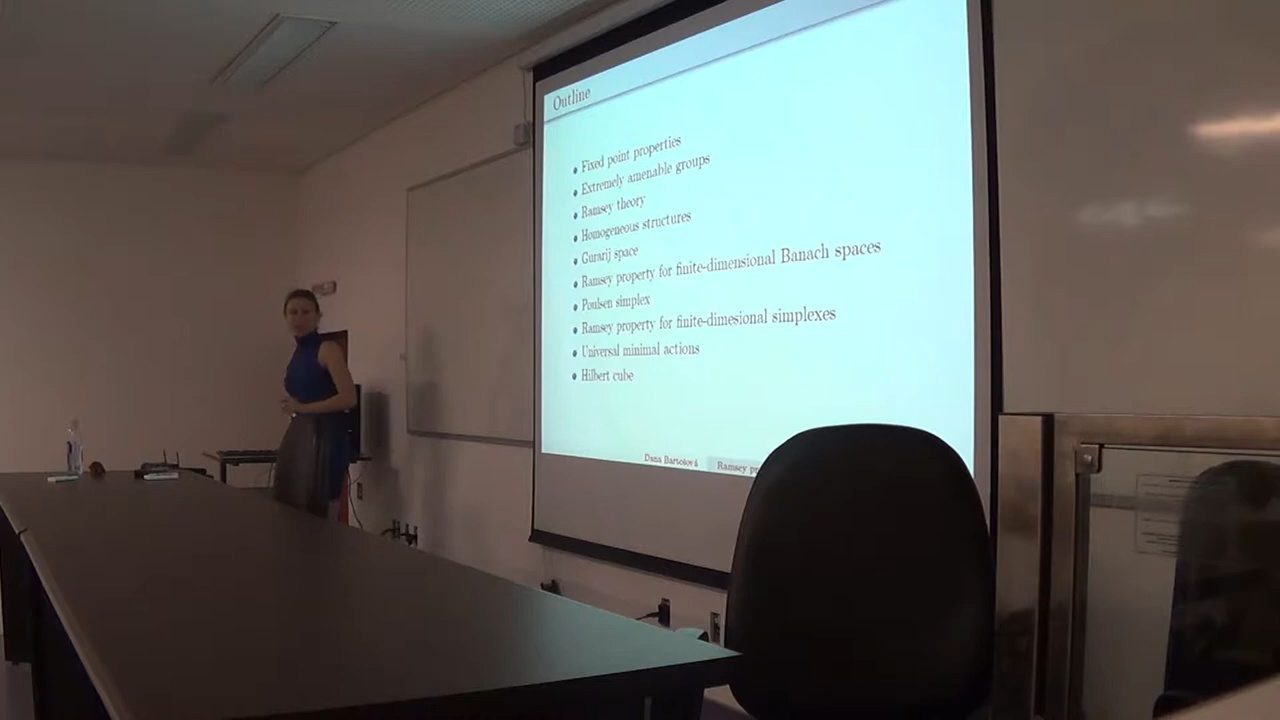 Outline
Fixed point properties
Extremely amenable groups
Ramsey theory
Homogeneous structures
Gurarij space
Ramsey property for finite-dimensional Banach spaces
Poulsen simplex
Ramsey property for finite-dimesional simplexes
Universal minimal actions
Hilbert cube
Dana Bartošová Ramsey